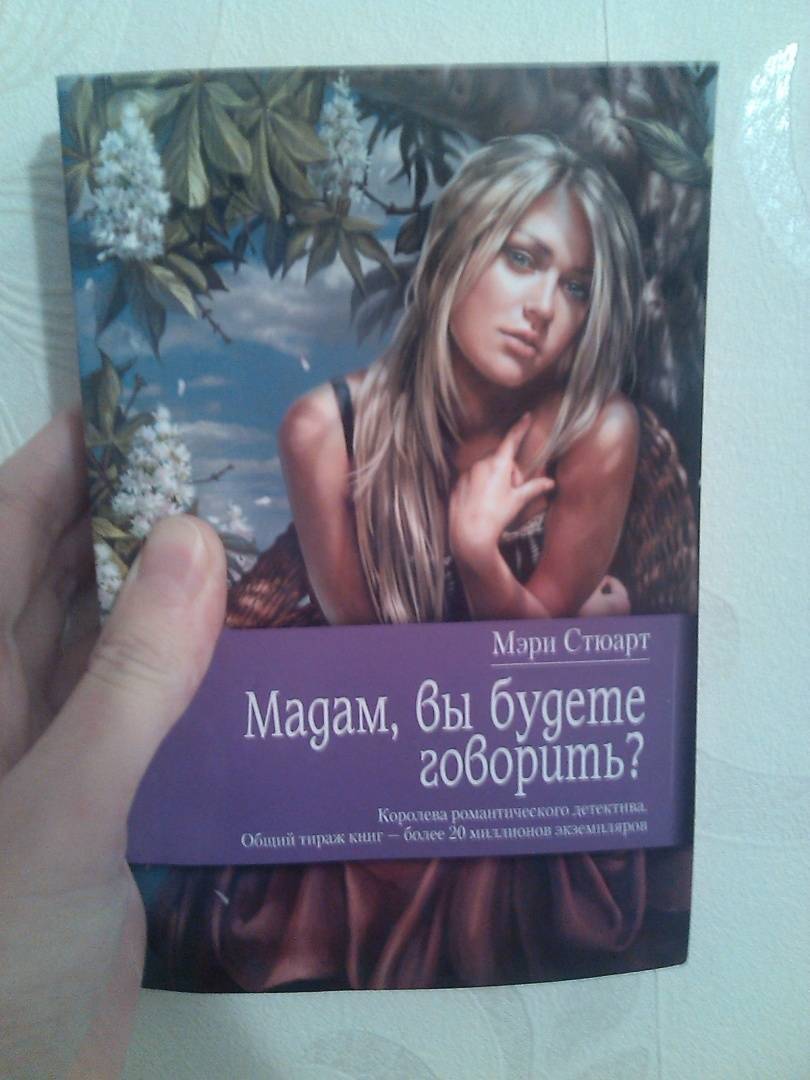 Мэри Стюарт
Мадам, вы будете
говорить?
Королева романтического детектива.
Общий тираж книг – более 20 миллионов экземпляров